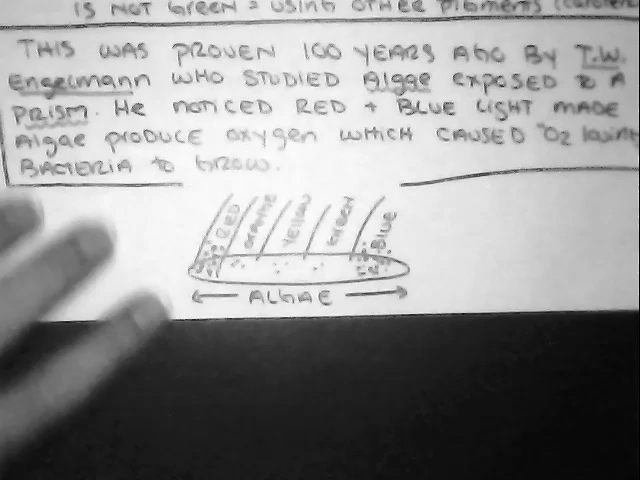 IS NOT GREEN = USING OTHER PIGMENTS
THIS WAS PROVEN 100 YEARS AGO BY T.W.
Engelmann WHO STUDIED Algae EXPOSED TO A
PRISM. He NOTICED RED + BLUE LIGHT MADE
Algae PRODUCE Oxygen WHICH CAUSED "O2 loving
BACTERIA to Grow.
RED ORANGE YELLOW GREEN BLUE
ALGAE